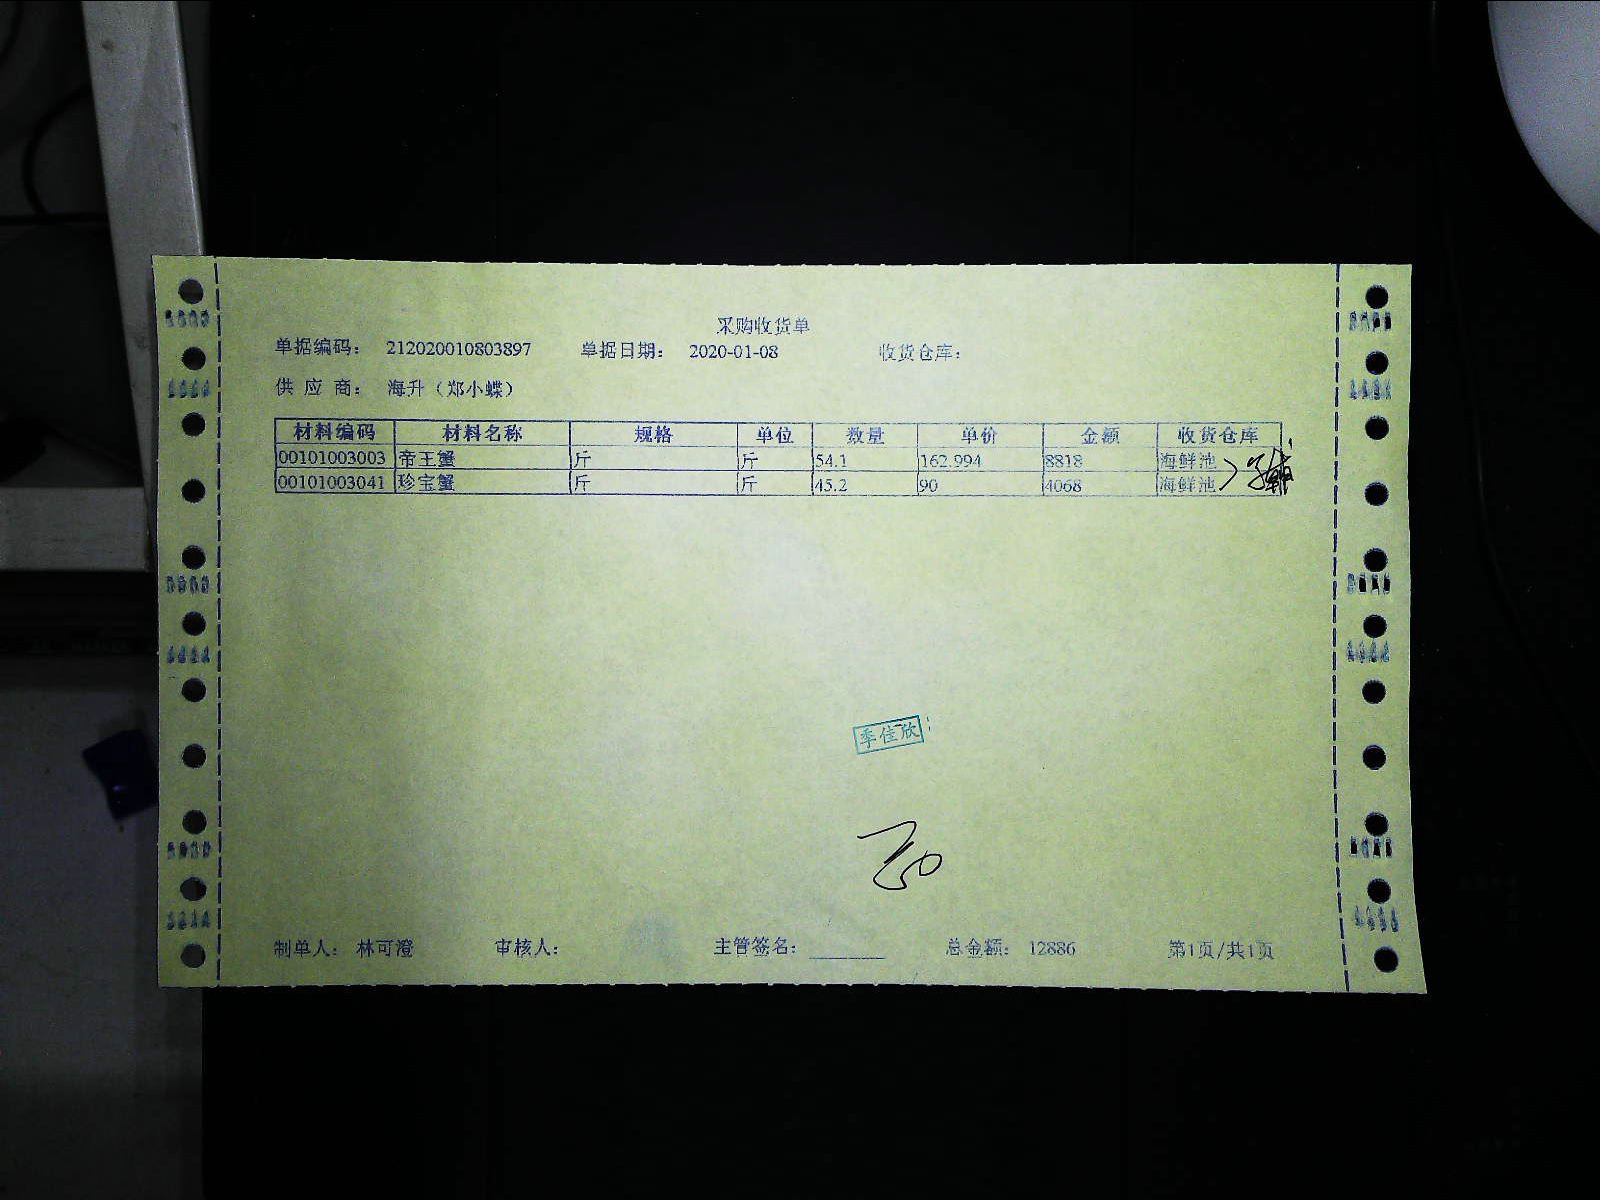 采购收货单
单据编码： 212020010803897 单据日期： 2020-01-08 收货仓库：
供 应 商： 海升（郑小蝶）
材料编码 材料名称 规格 单位 数量 单价 金额 收货仓库
00101003003 帝王蟹 斤 斤 54.1 162.994 8818 海鲜池
00101003041 珍宝蟹 斤 斤 45.2 90 4068 海鲜池
季佳欣
制单人： 林可澄 审核人： 主管签名： 总金额： 12886 第1页/共1页